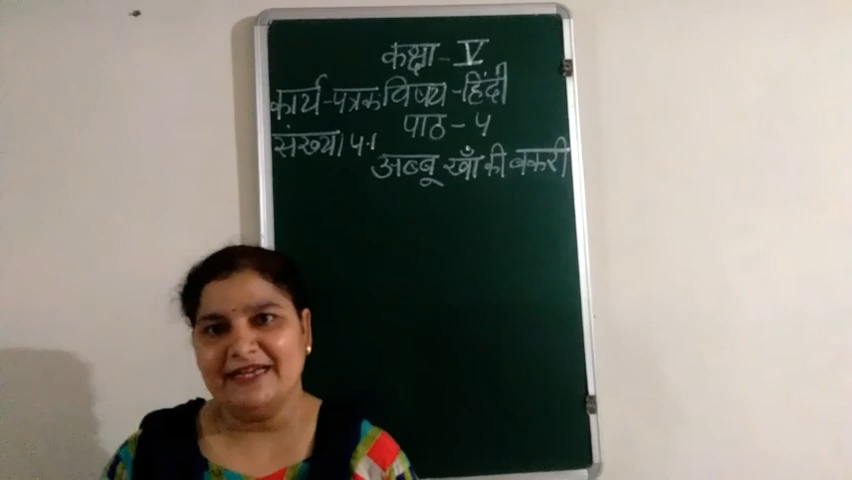 कक्षा - V
कार्य-पत्रक विषय - हिंदी
संख्या 5.1 पाठ - 5
अब्बू खाँ की बकरी